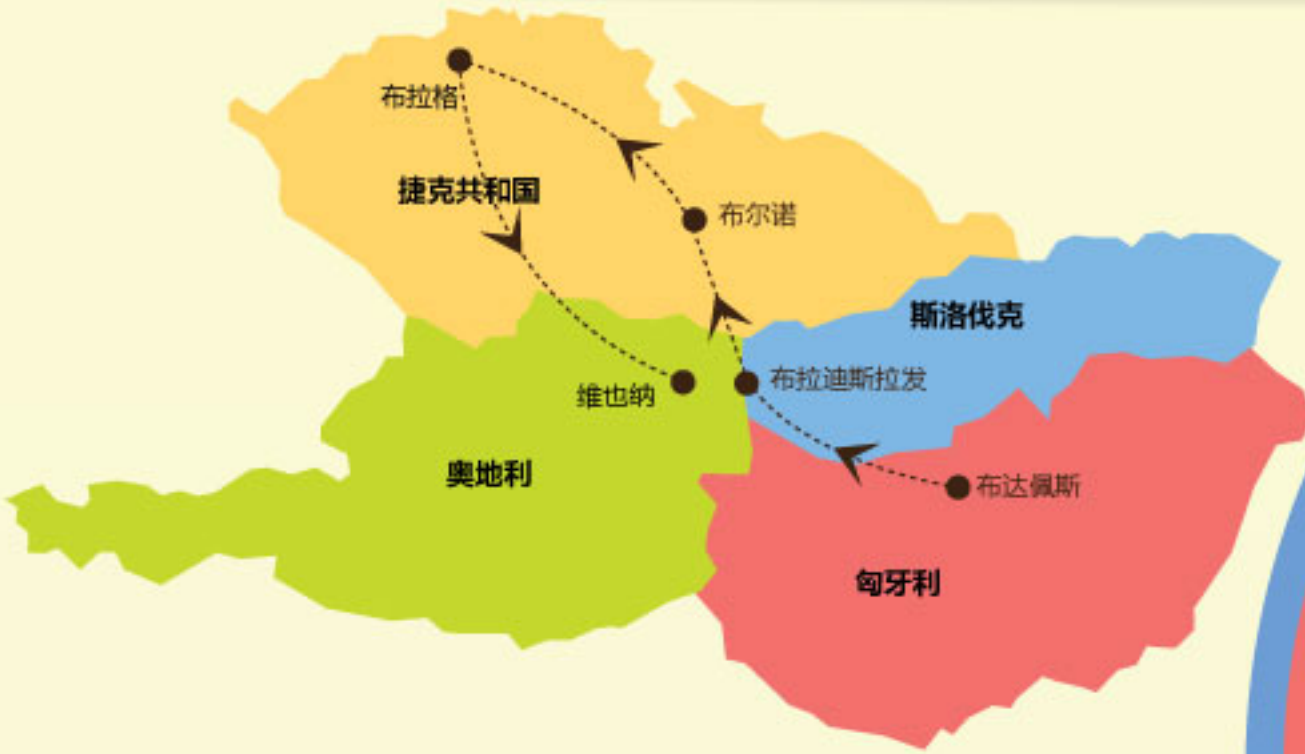 布拉格
捷克共和国
布尔诺
斯洛伐克
布拉迪斯拉发
维也纳
奥地利
布达佩斯
匈牙利